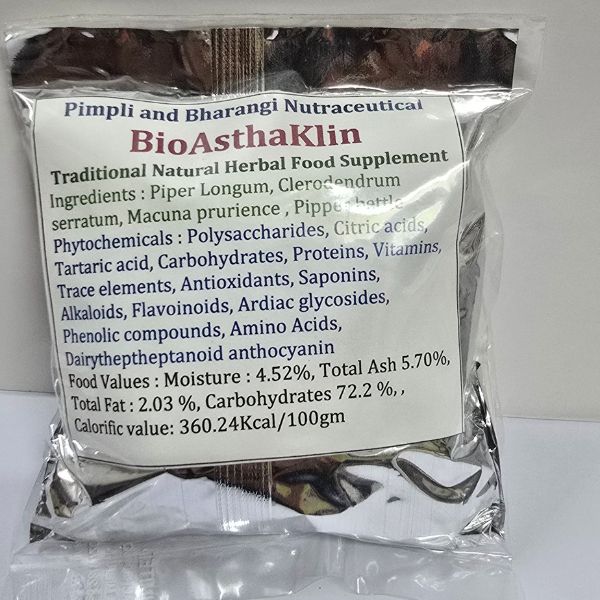 Pimpli and Bharangi Nutraceutical
BioAsthaKlin
Traditional Natural Herbal Food Supplement
Ingredients : Piper Longum, Clerodendrum
serratum, Macuna prurience , Pipper bettle
Phytochemicals : Polysaccharides, Citric acids,
Tartaric acid, Carbohydrates, Proteins, Vitamins,
Trace elements, Antioxidants, Saponins,
Alkaloids, Flavoinoids, Ardiac glycosides,
Phenolic compounds, Amino Acids,
Dairytheptheptanoid anthocyanin
Food Values : Moisture : 4.52%, Total Ash 5.70%,
Total Fat : 2.03 %, Carbohydrates 72.2 %, ,
Calorific value: 360.24Kcal/100gm